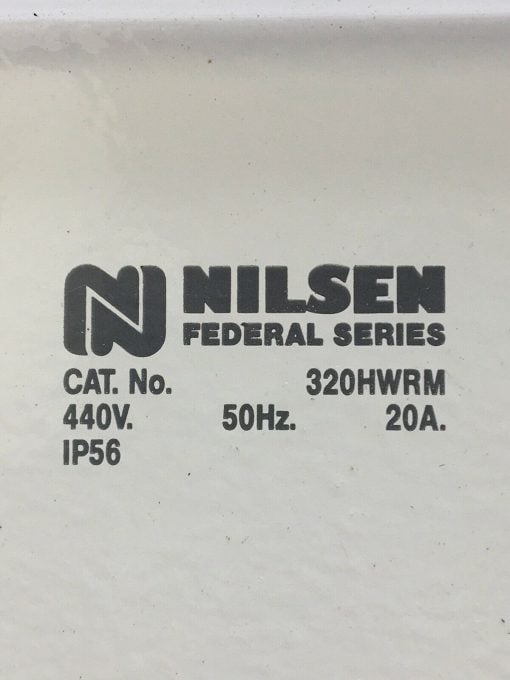 N NILSEN
FEDERAL SERIES
CAT. No. 320HWRM
440V. 50Hz. 20A.
IP56